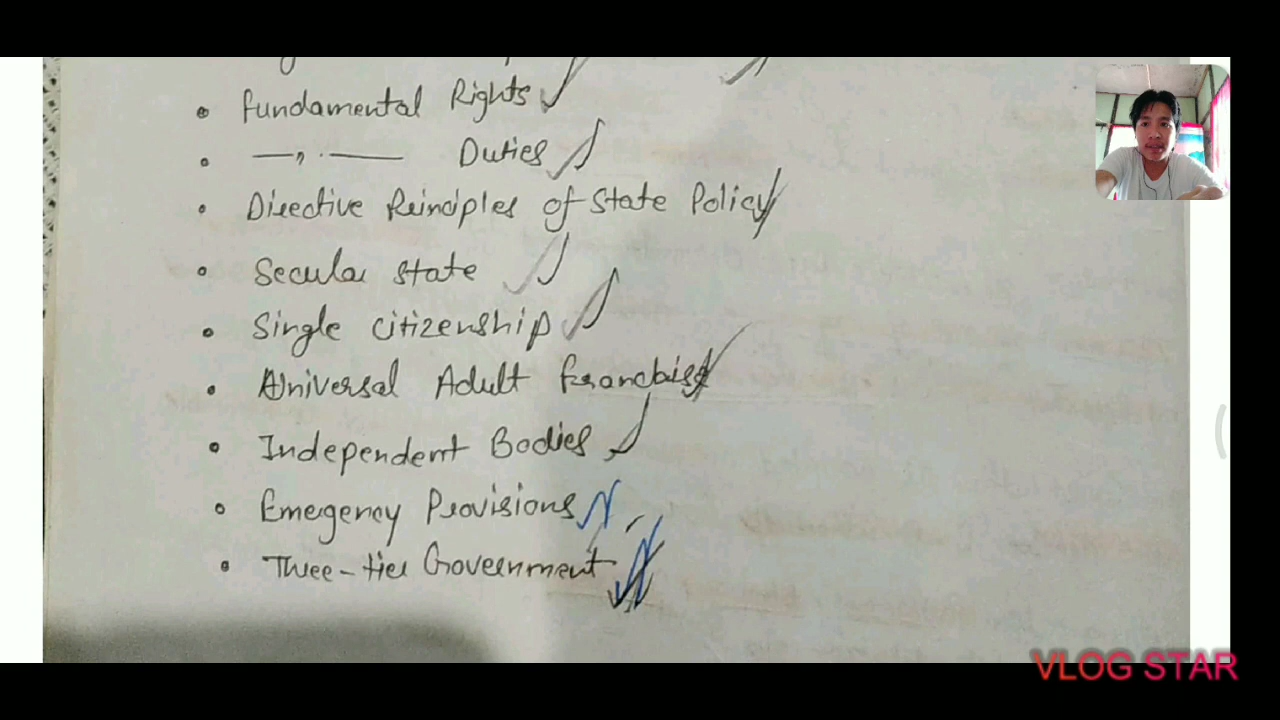 • Fundamental Rights
• —〃— Duties
• Directive Principles of State Policy
• Secular State
• Single citizenship
• Universal Adult Franchise
• Independent Bodies
• Emergency Provisions
• Three-tier Government
VLOG STAR